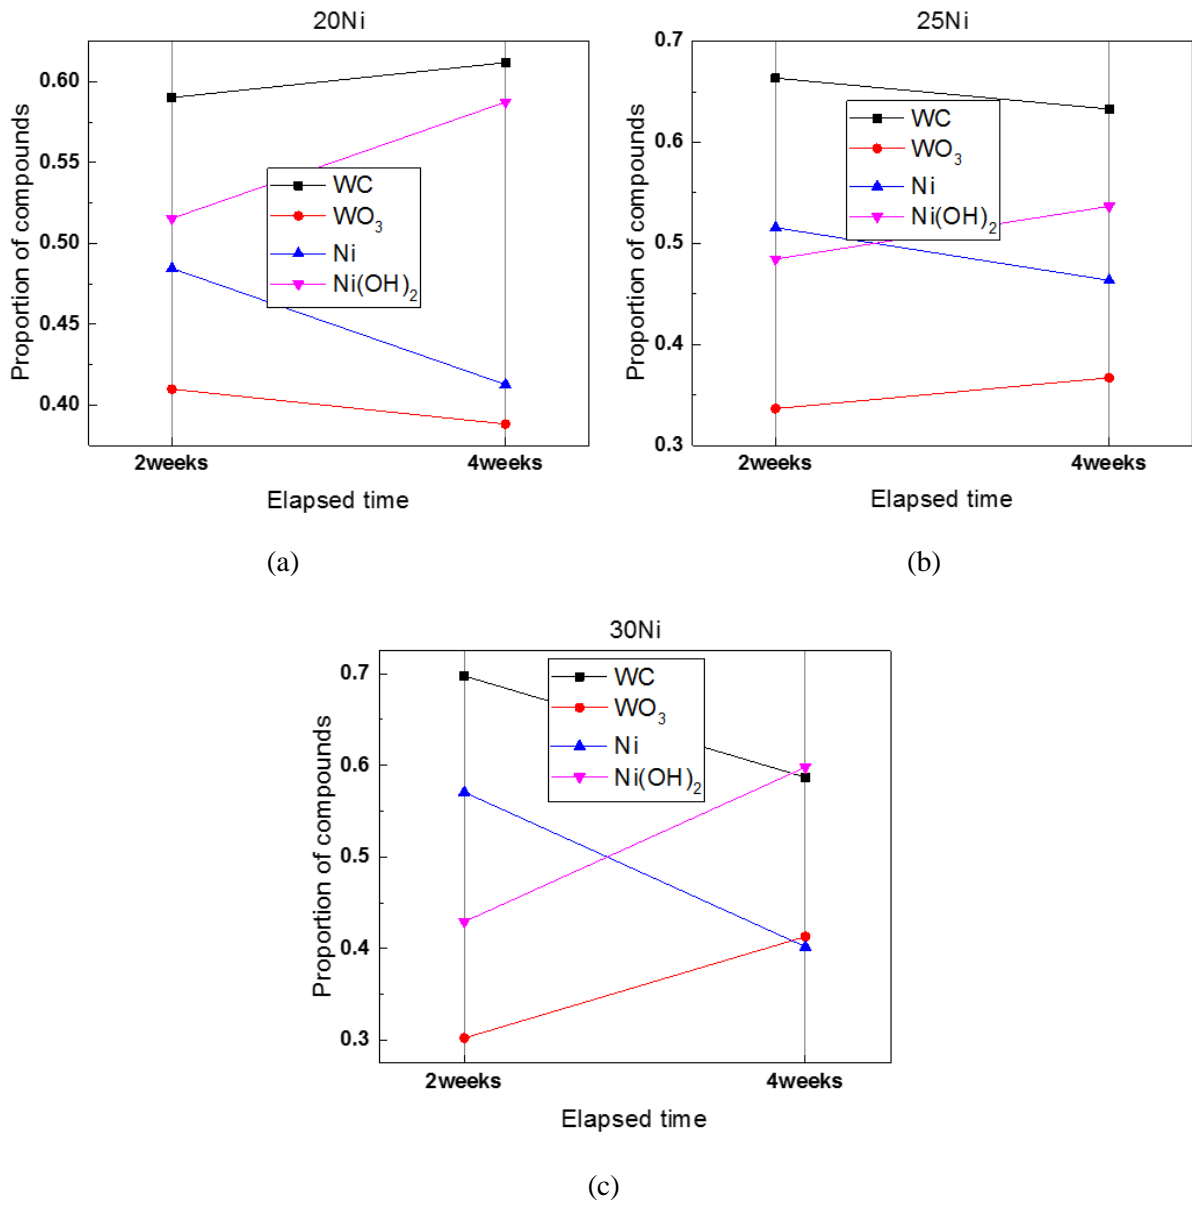 20Ni
Proportion of compounds
0.60
0.55
0.50
0.45
0.40
WC
WO₃
Ni
Ni(OH)₂
2weeks
4weeks
Elapsed time
(a)
25Ni
Proportion of compounds
0.7
0.6
0.5
0.4
0.3
WC
WO₃
Ni
Ni(OH)₂
2weeks
4weeks
Elapsed time
(b)
30Ni
Proportion of compounds
0.7
0.6
0.5
0.4
0.3
WC
WO₃
Ni
Ni(OH)₂
2weeks
4weeks
Elapsed time
(c)